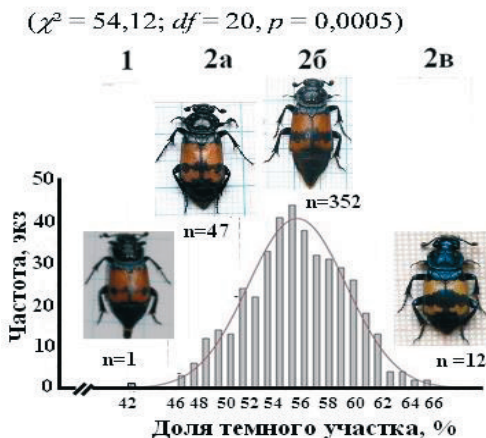 (χ² = 54,12; df = 20, p = 0,0005)
1 2а 2б 2в
n=47
n=352
n=1
n=12
Частота, экз
50
40
30
20
10
0
42 46 48 50 52 54 56 58 60 62 64 66
Доля темного участка, %